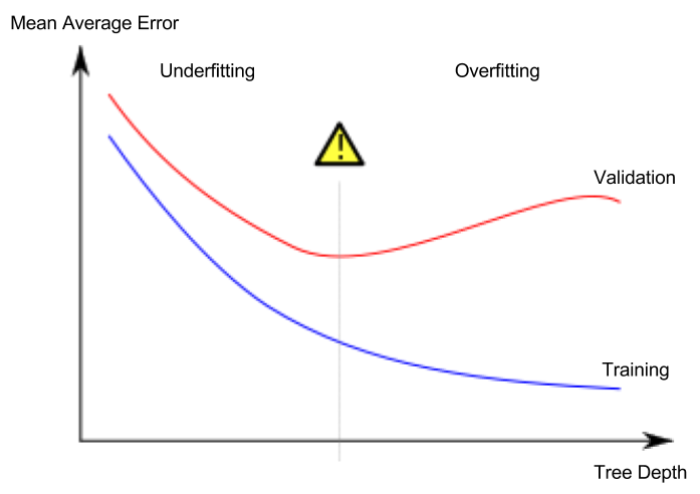 Mean Average Error
Underfitting
Overfitting
!
Validation
Training
Tree Depth